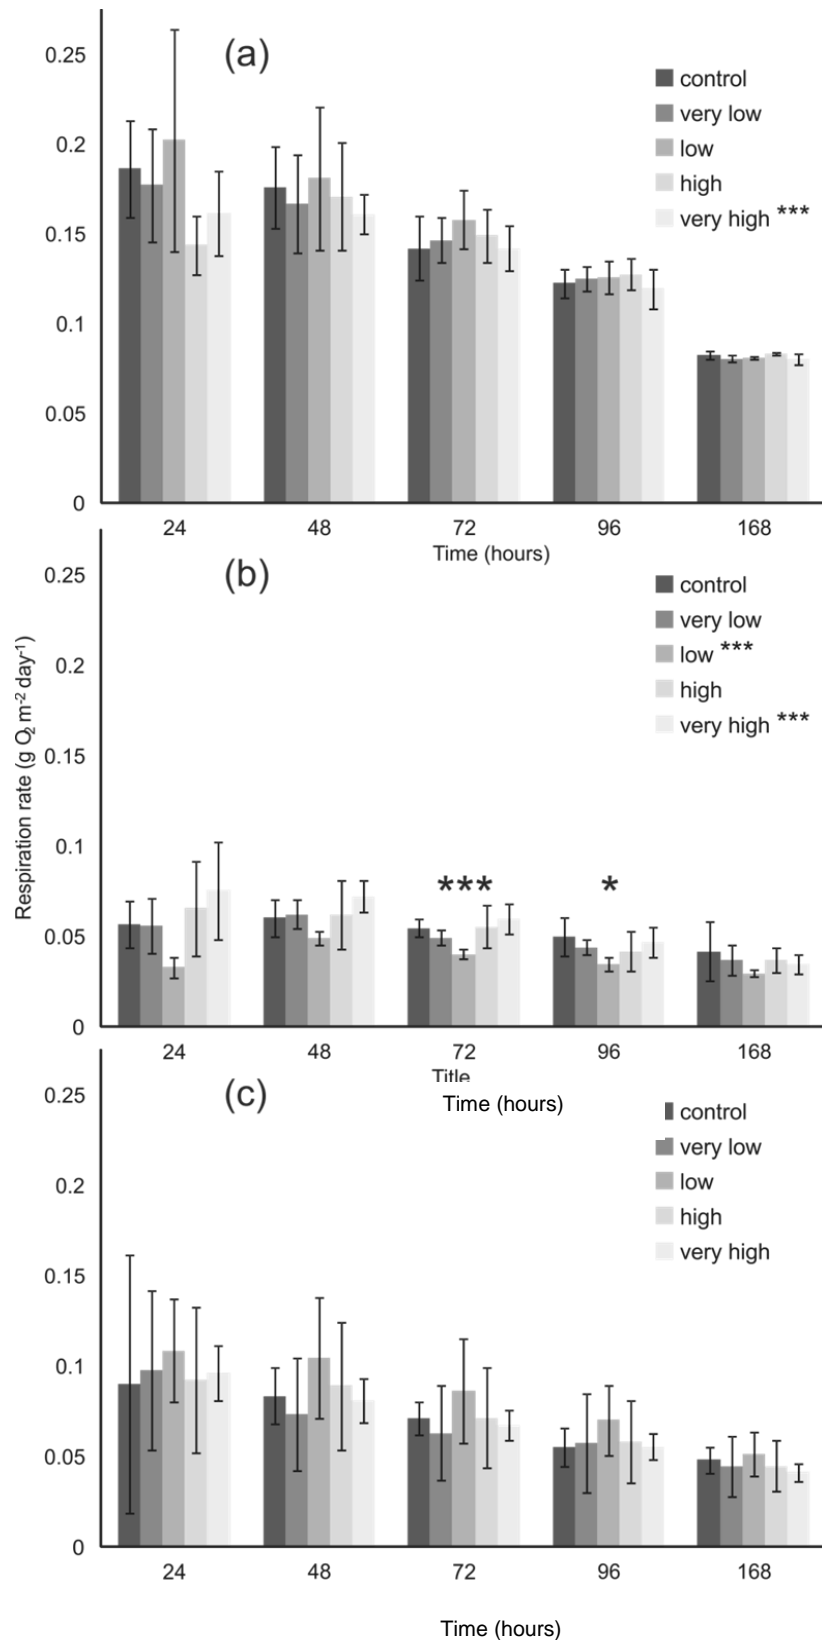 (a)
0.25
0.2
0.15
0.1
0.05
0
control
very low
low
high
very high ***
24 48 72 96 168
Time (hours)
Respiration rate (g O2 m-2 day-1)
(b)
0.25
0.2
0.15
0.1
0.05
0
control
very low
low ***
high
very high ***
*** *
24 48 72 96 168
Title
Time (hours)
(c)
0.25
0.2
0.15
0.1
0.05
0
control
very low
low
high
very high
24 48 72 96 168
Time (hours)